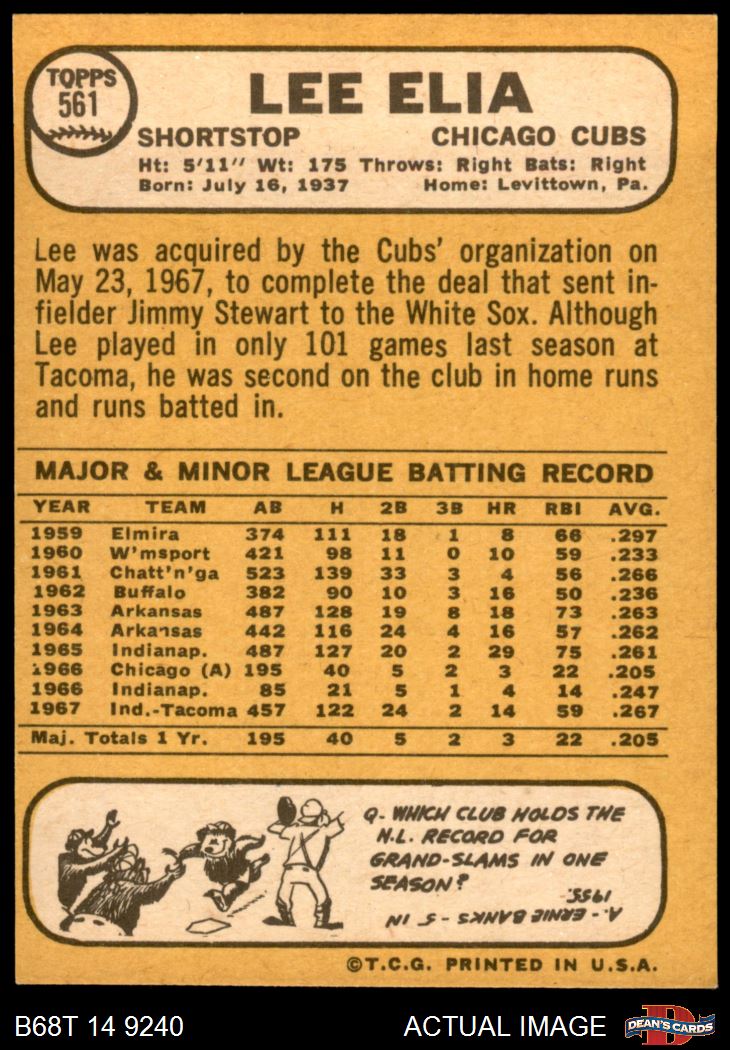 TOPPS
561
LEE ELIA
SHORTSTOP CHICAGO CUBS
Ht: 5'11" Wt: 175 Throws: Right Bats: Right
Born: July 16, 1937 Home: Levittown, Pa.
Lee was acquired by the Cubs' organization on
May 23, 1967, to complete the deal that sent in-
fielder Jimmy Stewart to the White Sox. Although
Lee played in only 101 games last season at
Tacoma, he was second on the club in home runs
and runs batted in.
MAJOR & MINOR LEAGUE BATTING RECORD
YEAR TEAM AB H 2B 3B HR RBI AVG.
1959 Elmira 374 111 18 1 8 66 .297
1960 W'msport 421 98 11 0 10 59 .233
1961 Chatt'n'ga 523 139 33 3 4 56 .266
1962 Buffalo 382 90 10 3 16 50 .236
1963 Arkansas 487 128 19 8 18 73 .263
1964 Arkansas 442 116 24 4 16 57 .262
1965 Indianap. 487 127 20 2 29 75 .261
1966 Chicago (A) 195 40 5 2 3 22 .205
1966 Indianap. 85 21 5 1 4 14 .247
1967 Ind.-Tacoma 457 122 24 2 14 59 .267
Maj. Totals 1 Yr. 195 40 5 2 3 22 .205
Q- WHICH CLUB HOLDS THE
N.L. RECORD FOR
GRAND-SLAMS IN ONE
SEASON?
A- ERNIE BANKS - 5 IN
1955.
©T.C.G. PRINTED IN U.S.A.
B68T 14 9240 ACTUAL IMAGE
D
DEAN'S CARDS